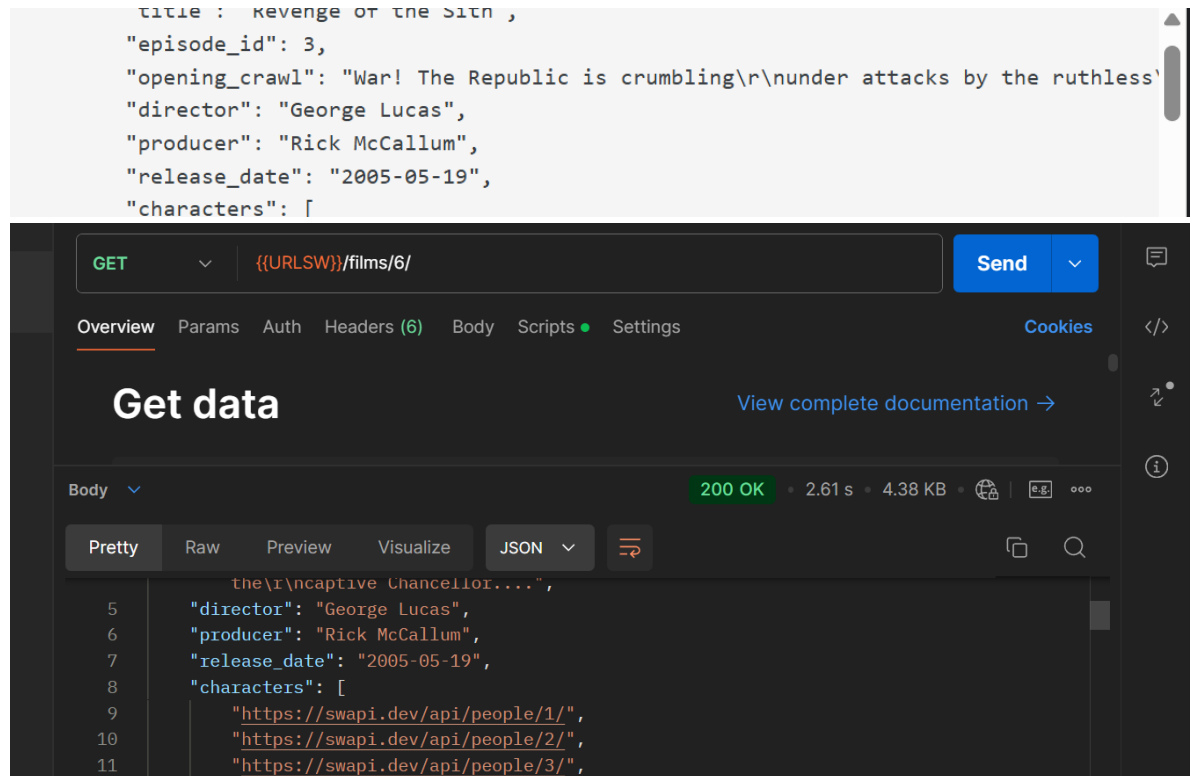 "title": "Revenge of the Sith",
"episode_id": 3,
"opening_crawl": "War! The Republic is crumbling\r\nunder attacks by the ruthless\
"director": "George Lucas",
"producer": "Rick McCallum",
"release_date": "2005-05-19",
"characters": [
GET {{URLSW}}/films/6/ Send
Overview Params Auth Headers (6) Body Scripts Settings Cookies
</>
Get data View complete documentation →
Body 200 OK • 2.61 s • 4.38 KB e.g.
Pretty Raw Preview Visualize JSON
the\r\ncaptive Chancellor....",
5 "director": "George Lucas",
6 "producer": "Rick McCallum",
7 "release_date": "2005-05-19",
8 "characters": [
9 "https://swapi.dev/api/people/1/",
10 "https://swapi.dev/api/people/2/",
11 "https://swapi.dev/api/people/3/",